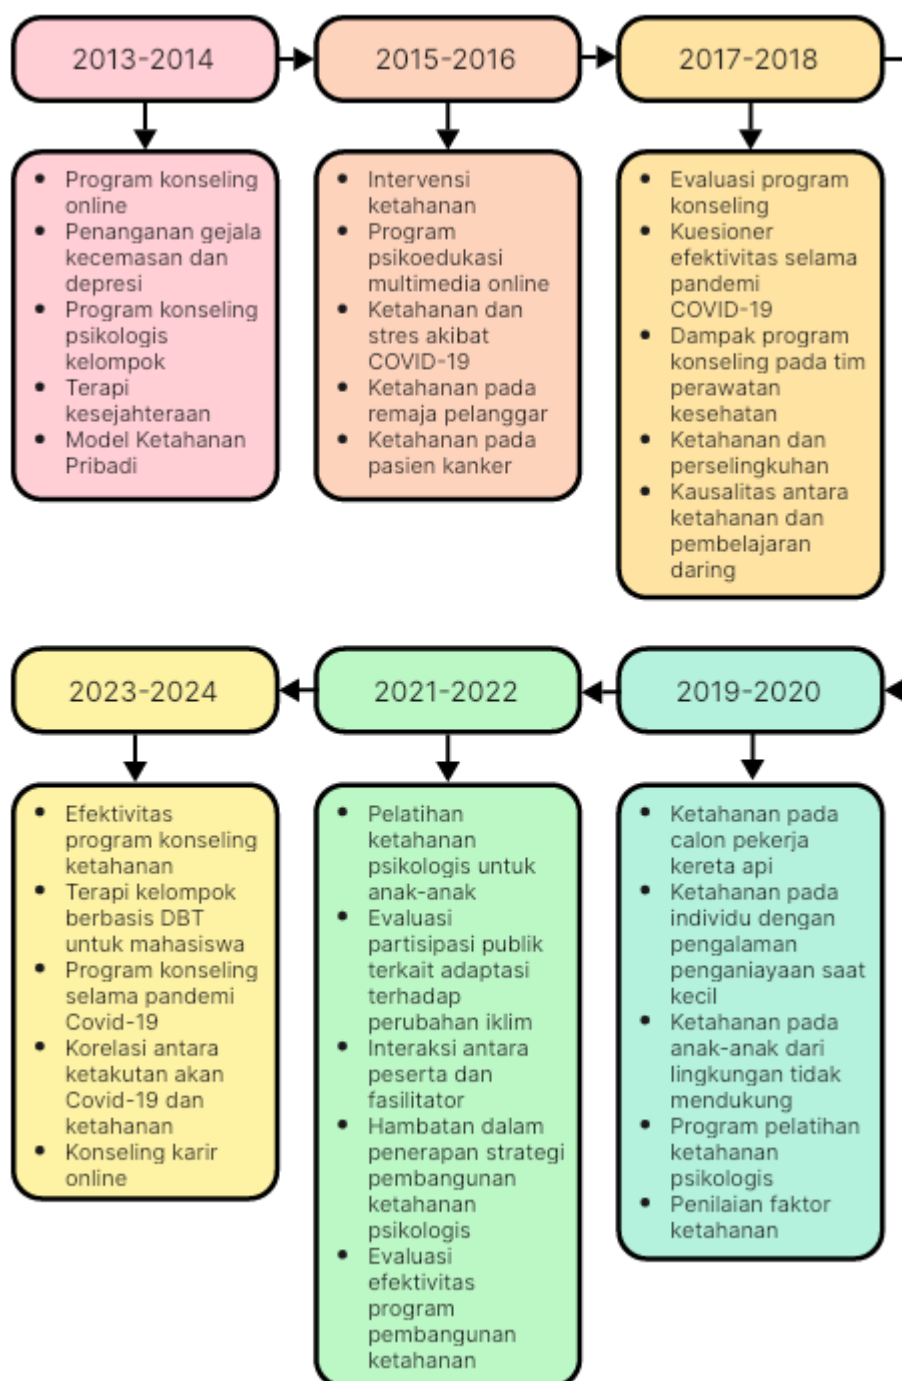 2013-2014
• Program konseling
online
• Penanganan gejala
kecemasan dan
depresi
• Program konseling
psikologis
kelompok
• Terapi
kesejahteraan
• Model Ketahanan
Pribadi
2015-2016
• Intervensi
ketahanan
• Program
psikoedukasi
multimedia online
• Ketahanan dan
stres akibat
COVID-19
• Ketahanan pada
remaja pelanggar
• Ketahanan pada
pasien kanker
2017-2018
• Evaluasi program
konseling
• Kuesioner
efektivitas selama
pandemi
COVID-19
• Dampak program
konseling pada tim
perawatan
kesehatan
• Ketahanan dan
perselingkuhan
• Kausalitas antara
ketahanan dan
pembelajaran
daring
2019-2020
• Ketahanan pada
calon pekerja
kereta api
• Ketahanan pada
individu dengan
pengalaman
penganiayaan saat
kecil
• Ketahanan pada
anak-anak dari
lingkungan tidak
mendukung
• Program pelatihan
ketahanan
psikologis
• Penilaian faktor
ketahanan
2021-2022
• Pelatihan
ketahanan
psikologis untuk
anak-anak
• Evaluasi
partisipasi publik
terkait adaptasi
terhadap
perubahan iklim
• Interaksi antara
peserta dan
fasilitator
• Hambatan dalam
penerapan strategi
pembangunan
ketahanan
psikologis
• Evaluasi
efektivitas
program
pembangunan
ketahanan
2023-2024
• Efektivitas
program konseling
ketahanan
• Terapi kelompok
berbasis DBT
untuk mahasiswa
• Program konseling
selama pandemi
Covid-19
• Korelasi antara
ketakutan akan
Covid-19 dan
ketahanan
• Konseling karir
online